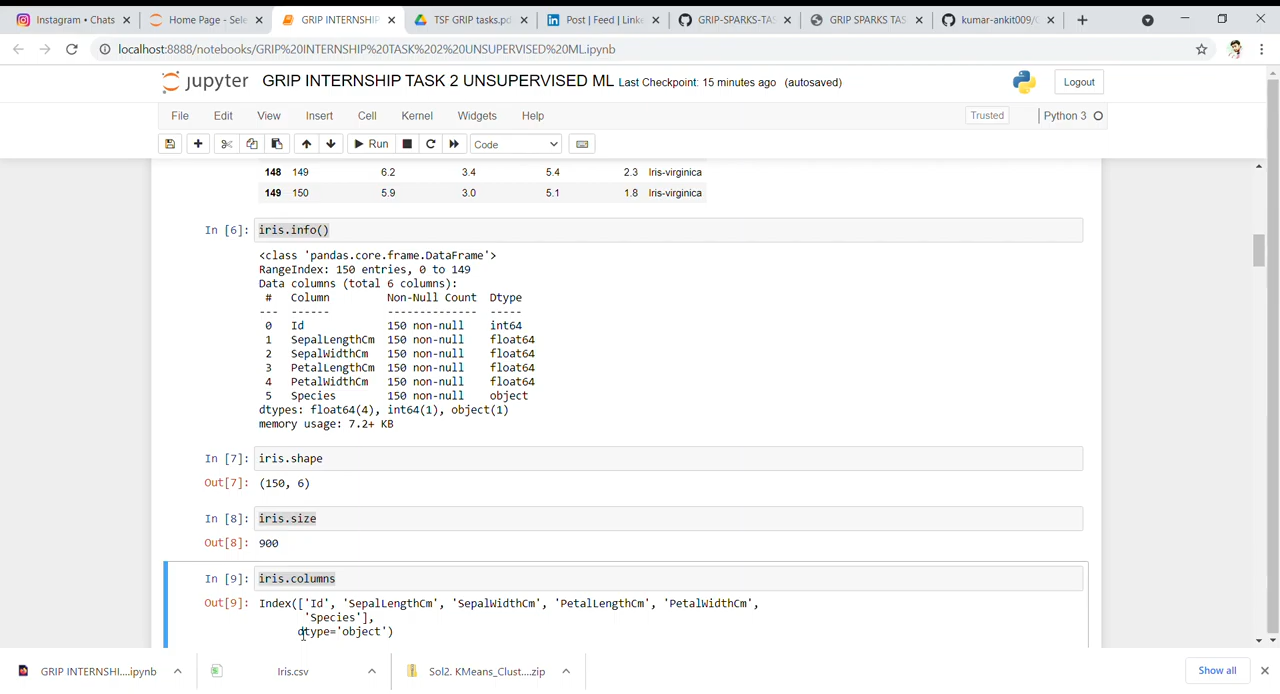 Instagram • Chats
Home Page - Sele
GRIP INTERNSHIP
TSF GRIP tasks.pd
Post | Feed | Linke
GRIP-SPARKS-TAS
GRIP SPARKS TAS
kumar-ankit009/
localhost:8888/notebooks/GRIP%20INTERNSHIP%20TASK%202%20UNSUPERVISED%20ML.ipynb
jupyter GRIP INTERNSHIP TASK 2 UNSUPERVISED ML Last Checkpoint: 15 minutes ago (autosaved) Logout
File Edit View Insert Cell Kernel Widgets Help Trusted Python 3
Run Code
148 149 6.2 3.4 5.4 2.3 Iris-virginica
149 150 5.9 3.0 5.1 1.8 Iris-virginica
In [6]: iris.info()
<class 'pandas.core.frame.DataFrame'>
RangeIndex: 150 entries, 0 to 149
Data columns (total 6 columns):
# Column Non-Null Count Dtype
--- ------ -------------- -----
0 Id 150 non-null int64
1 SepalLengthCm 150 non-null float64
2 SepalWidthCm 150 non-null float64
3 PetalLengthCm 150 non-null float64
4 PetalWidthCm 150 non-null float64
5 Species 150 non-null object
dtypes: float64(4), int64(1), object(1)
memory usage: 7.2+ KB
In [7]: iris.shape
Out[7]: (150, 6)
In [8]: iris.size
Out[8]: 900
In [9]: iris.columns
Out[9]: Index(['Id', 'SepalLengthCm', 'SepalWidthCm', 'PetalLengthCm', 'PetalWidthCm',
'Species'],
dtype='object')
GRIP INTERNSHI....ipynb
Iris.csv
Sol2. KMeans_Clust....zip
Show all